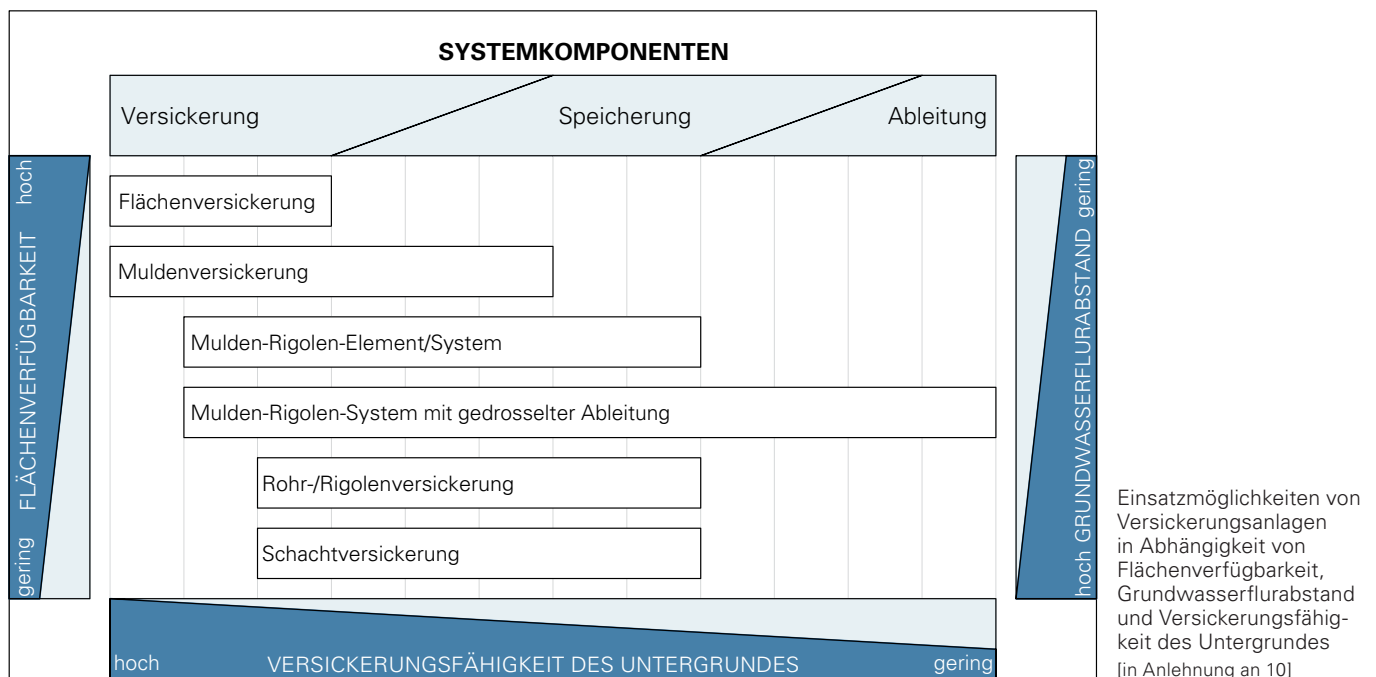 SYSTEMKOMPONENTEN
Versickerung
Speicherung
Ableitung
hoch
FLÄCHENVERFÜGBARKEIT
gering
Flächenversickerung
Muldenversickerung
Mulden-Rigolen-Element/System
Mulden-Rigolen-System mit gedrosselter Ableitung
Rohr-/Rigolenversickerung
Schachtversickerung
gering
GRUNDWASSERFLURABSTAND
hoch
hoch
VERSICKERUNGSFÄHIGKEIT DES UNTERGRUNDES
gering
Einsatzmöglichkeiten von
Versickerungsanlagen
in Abhängigkeit von
Flächenverfügbarkeit,
Grundwasserflurabstand
und Versickerungsfähig-
keit des Untergrundes
[in Anlehnung an 10]